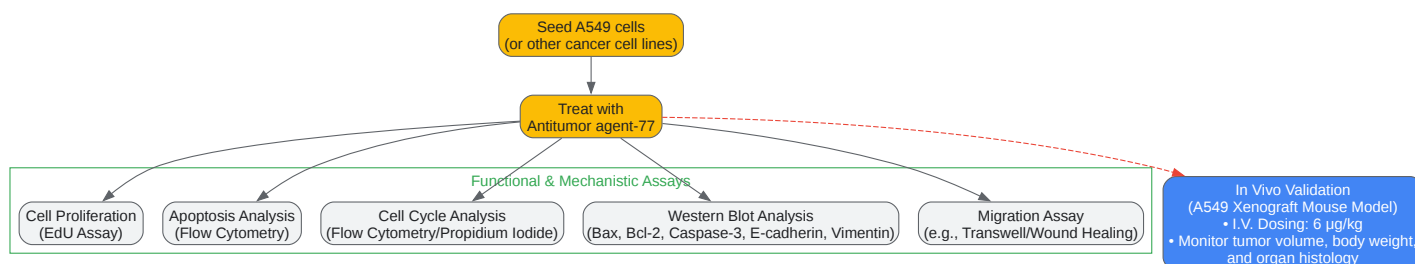 Seed A549 cells
(or other cancer cell lines)
Treat with
Antitumor agent-77
Functional & Mechanistic Assays
Cell Proliferation
(EdU Assay)
Apoptosis Analysis
(Flow Cytometry)
Cell Cycle Analysis
(Flow Cytometry/Propidium Iodide)
Western Blot Analysis
(Bax, Bcl-2, Caspase-3, E-cadherin, Vimentin)
Migration Assay
(e.g., Transwell/Wound Healing)
In Vivo Validation
(A549 Xenograft Mouse Model)
• I.V. Dosing: 6 µg/kg
• Monitor tumor volume, body weight,
and organ histology